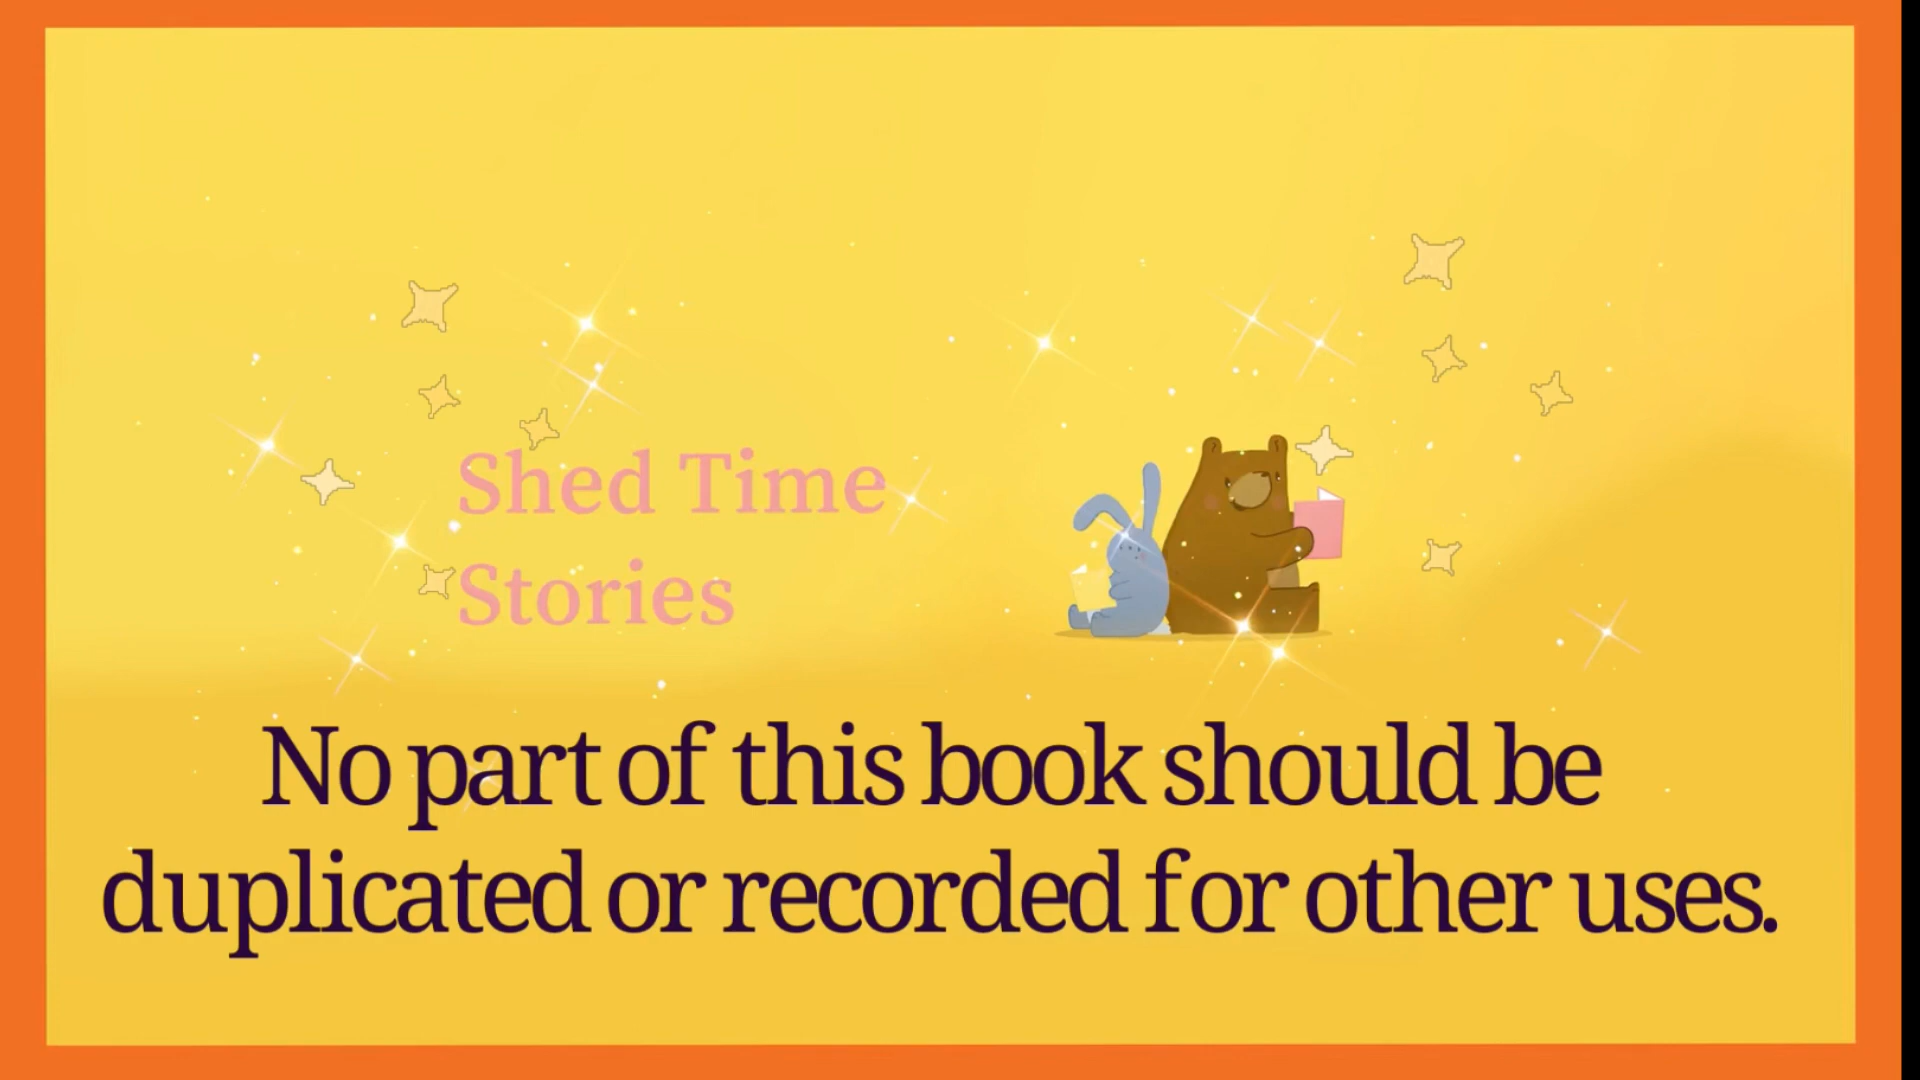 Shed Time
Stories
No part of this book should be
duplicated or recorded for other uses.